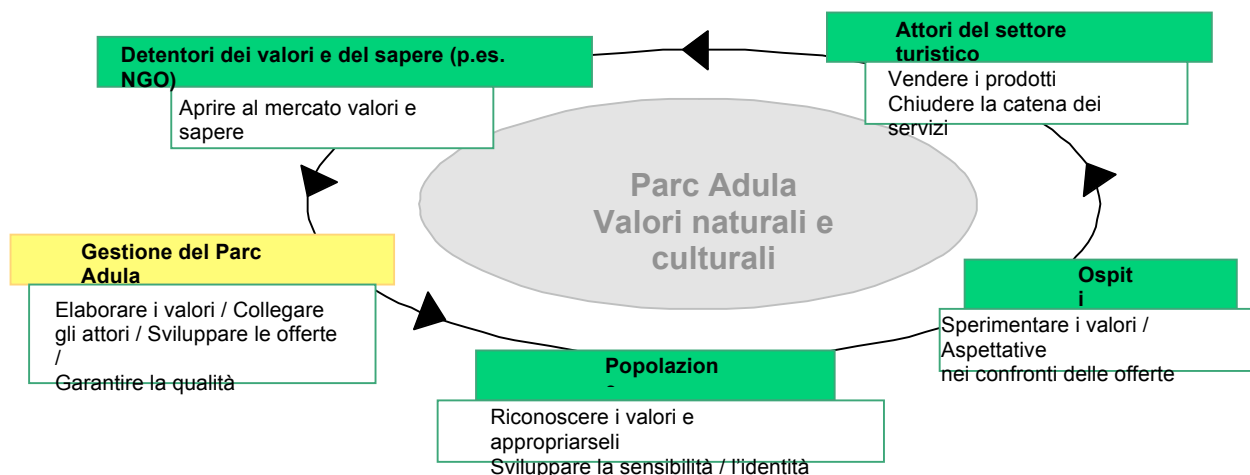 Detentori dei valori e del sapere (p.es.
NGO)
Aprire al mercato valori e
sapere
Attori del settore
turistico
Vendere i prodotti
Chiudere la catena dei
servizi
Parc Adula
Valori naturali e
culturali
Gestione del Parc
Adula
Elaborare i valori / Collegare
gli attori / Sviluppare le offerte
/
Garantire la qualità
Ospit
i
Sperimentare i valori /
Aspettative
nei confronti delle offerte
Popolazion
Riconoscere i valori e
appropriarseli
Sviluppare la sensibilità / l'identità